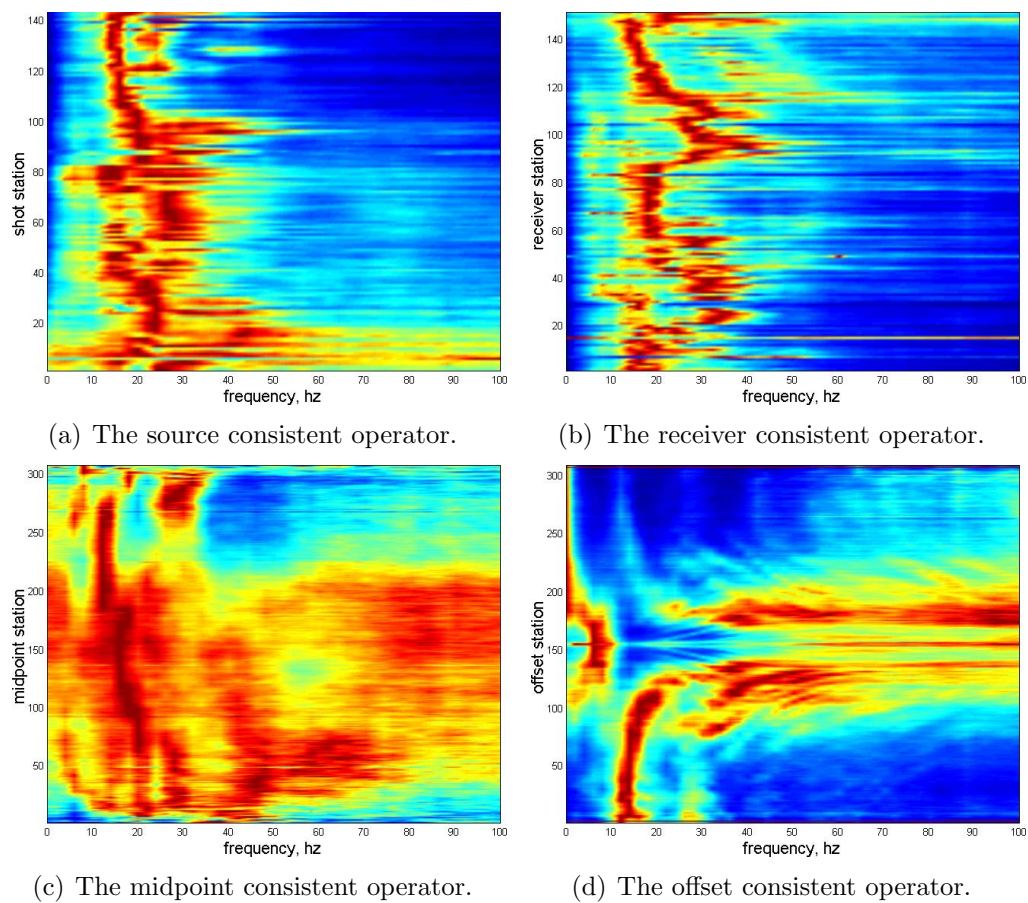 140
120
100
80
60
40
20
shot station
0 10 20 30 40 50 60 70 80 90 100
frequency, hz
(a) The source consistent operator.
140
120
100
80
60
40
20
receiver station
0 10 20 30 40 50 60 70 80 90 100
frequency, hz
(b) The receiver consistent operator.
300
250
200
150
100
50
midpoint station
0 10 20 30 40 50 60 70 80 90 100
frequency, hz
(c) The midpoint consistent operator.
300
250
200
150
100
50
offset station
0 10 20 30 40 50 60 70 80 90 100
frequency, hz
(d) The offset consistent operator.